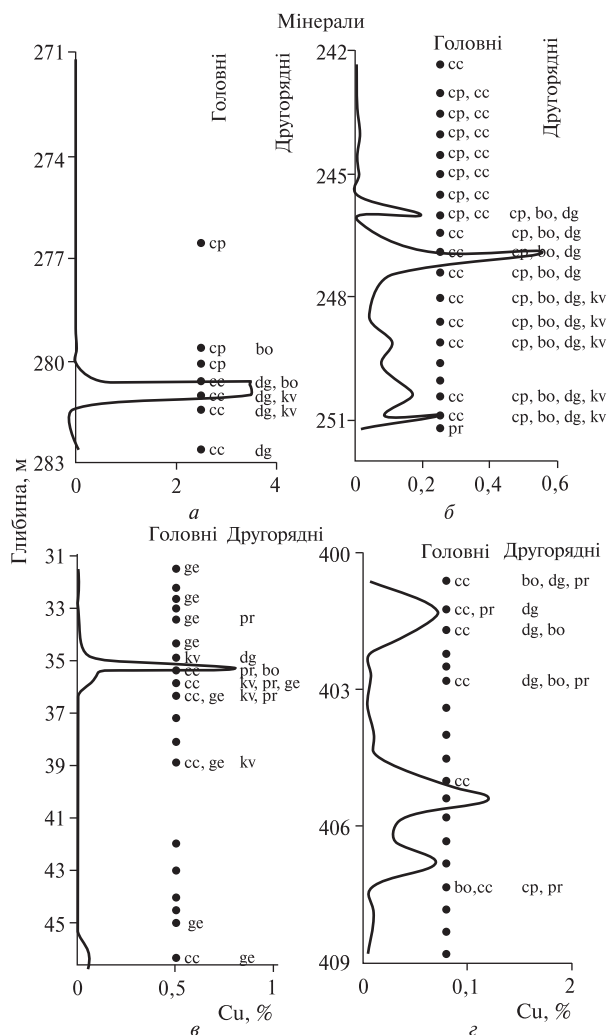 Мінерали
Глибина, м
271
274
277
280
283
0 2 4
а
Головні
Другорядні
cp
cp bo
cp
cc dg, bo
cc dg, kv
cc dg, kv
cc dg
242
245
248
251
0 0,2 0,4 0,6
б
Головні
Другорядні
cc
cp, cc
cp, cc
cp, cc
cp, cc
cp, cc
cp, cc
cp, cc cp, bo, dg
cc cp, bo, dg
cc cp, bo, dg
cc cp, bo, dg
cc cp, bo, dg, kv
cc cp, bo, dg, kv
cc cp, bo, dg, kv
cc cp, bo, dg, kv
cc cp, bo, dg, kv
pr
Головні Другорядні
31
33
35
37
39
41
43
45
ge
ge
ge pr
ge
kv dg
cc pr, bo
cc kv, pr, ge
cc, ge kv, pr
cc, ge kv
ge
cc ge
0 0,5 1
Cu, %
в
Головні Другорядні
400
403
406
409
cc bo, dg, pr
cc, pr dg
cc dg, bo
cc dg, bo, pr
cc
bo,cc cp, pr
0 0,1 2
Cu, %
г